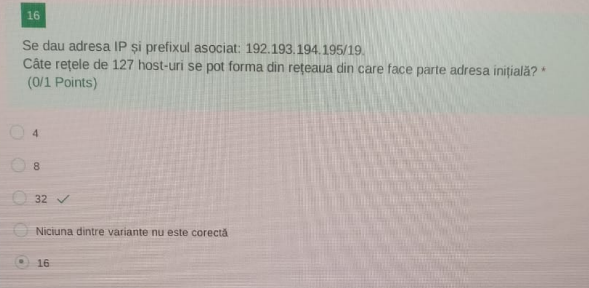 16
Se dau adresa IP și prefixul asociat: 192.193.194.195/19.
Câte rețele de 127 host-uri se pot forma din rețeaua din care face parte adresa inițială? *
(0/1 Points)
4
8
32
Niciuna dintre variante nu este corectă
16